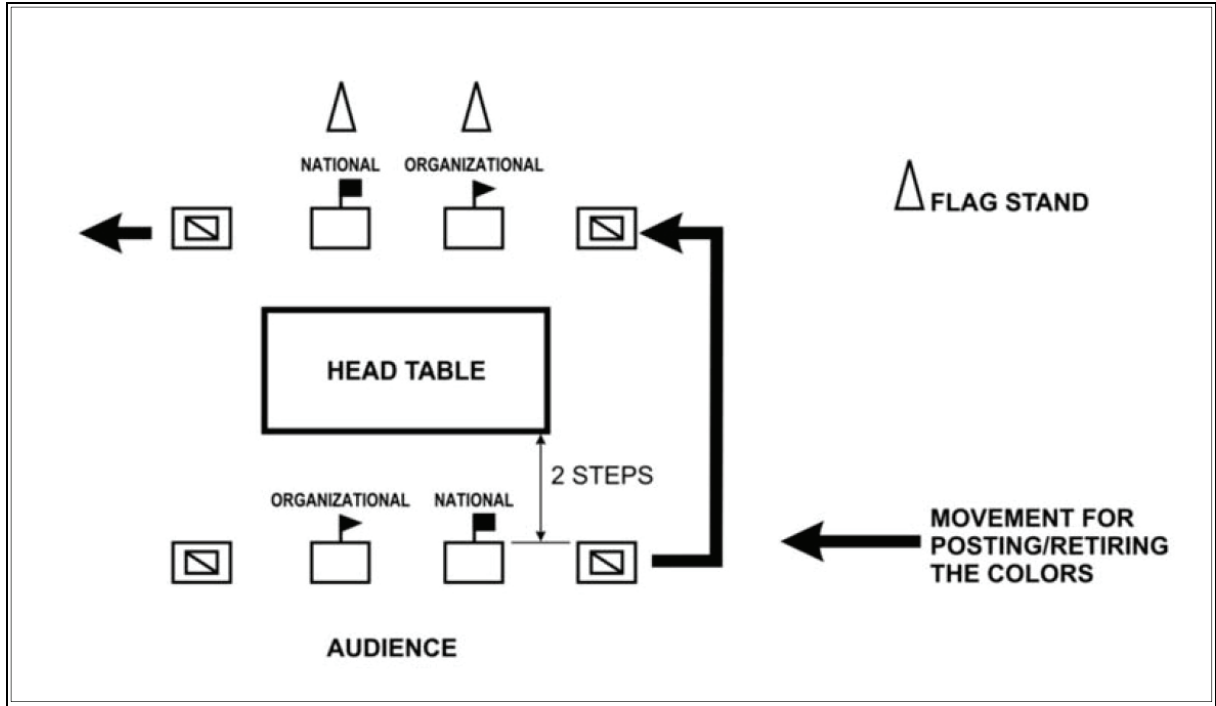 NATIONAL
ORGANIZATIONAL
FLAG STAND
HEAD TABLE
2 STEPS
ORGANIZATIONAL
NATIONAL
MOVEMENT FOR
POSTING/RETIRING
THE COLORS
AUDIENCE